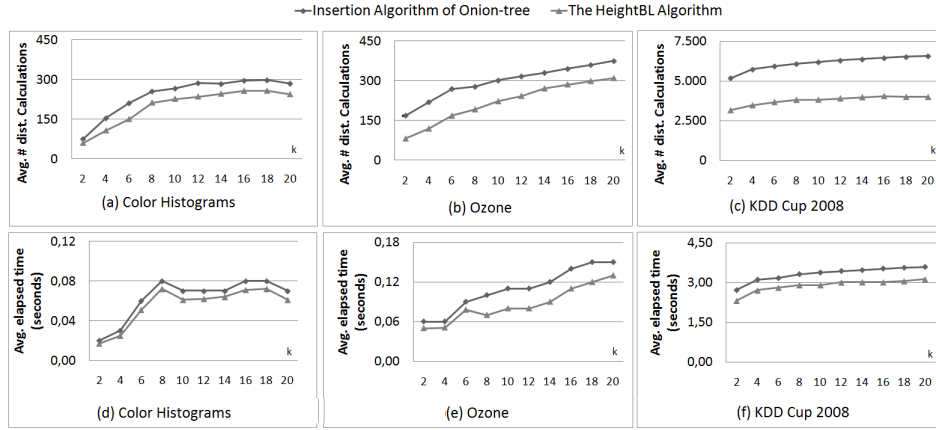 Insertion Algorithm of Onion-tree The HeightBL Algorithm
Avg. # dist. Calculations
450
300
150
0
k
2 4 6 8 10 12 14 16 18 20
(a) Color Histograms
Avg. # dist. Calculations
450
300
150
0
k
2 4 6 8 10 12 14 16 18 20
(b) Ozone
Avg. # dist. Calculations
7.500
5.000
2.500
0
k
2 4 6 8 10 12 14 16 18 20
(c) KDD Cup 2008
Avg. elapsed time
(seconds)
0,12
0,08
0,04
0,00
k
2 4 6 8 10 12 14 16 18 20
(d) Color Histograms
Avg. elapsed time
(seconds)
0,18
0,12
0,06
0,00
k
2 4 6 8 10 12 14 16 18 20
(e) Ozone
Avg. elapsed time
(seconds)
4,50
3,00
1,50
0,00
k
2 4 6 8 10 12 14 16 18 20
(f) KDD Cup 2008